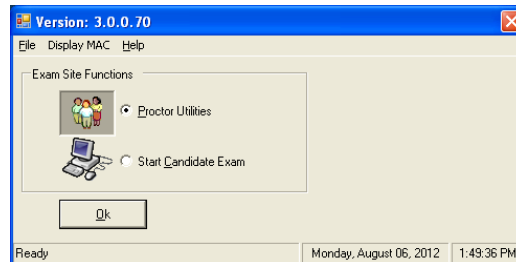 Version: 3.0.0.70
File Display MAC Help
Exam Site Functions
Proctor Utilities
Start Candidate Exam
Ok
Ready Monday, August 06, 2012 1:49:36 PM